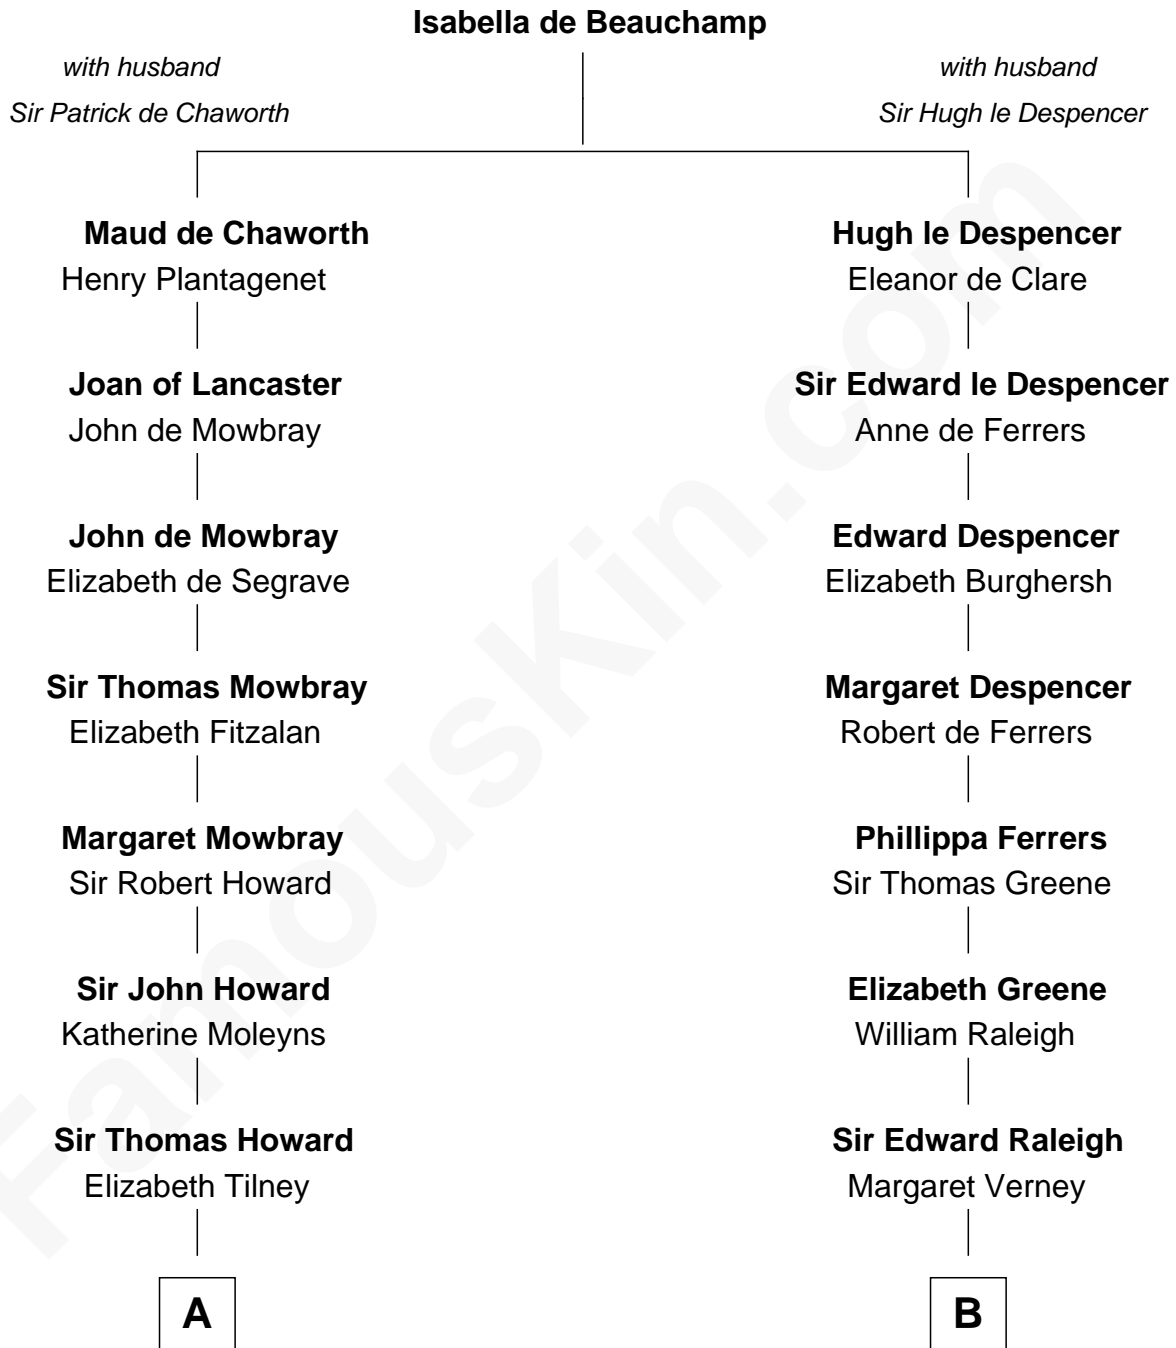 Isabella de Beauchamp
with husband
Sir Patrick de Chaworth
with husband
Sir Hugh le Despencer
Maud de Chaworth
Henry Plantagenet
Hugh le Despencer
Eleanor de Clare
Joan of Lancaster
John de Mowbray
Sir Edward le Despencer
Anne de Ferrers
John de Mowbray
Elizabeth de Segrave
Edward Despencer
Elizabeth Burghersh
Sir Thomas Mowbray
Elizabeth Fitzalan
Margaret Despencer
Robert de Ferrers
Margaret Mowbray
Sir Robert Howard
Phillippa Ferrers
Sir Thomas Greene
Sir John Howard
Katherine Moleyns
Elizabeth Greene
William Raleigh
Sir Thomas Howard
Elizabeth Tilney
Sir Edward Raleigh
Margaret Verney
A
B
FamousKin.com